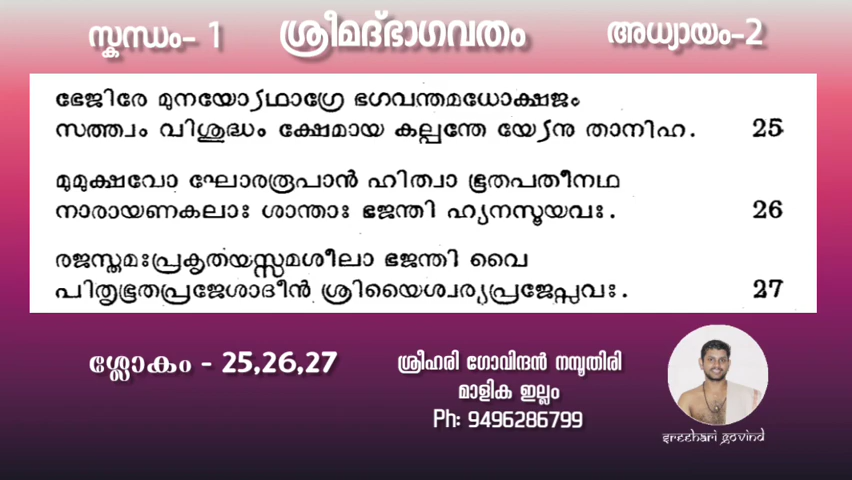 സ്കന്ധം- 1
ശ്രീമദ്ഭാഗവതം
അധ്യായം-2
ഭേജിരേ മുനയോഽഥാഗ്രേ ഭഗവന്തമധോക്ഷജം
സത്ത്വം വിശുദ്ധം ക്ഷേമായ കല്പന്തേ യേഽനു താനിഹ. 25
മുമുക്ഷവോ ഘോരരൂപാൻ ഹിത്വാ ഭൂതപതീനഥ
നാരായണകലാഃ ശാന്താഃ ഭജന്തി ഹ്യനസൂയവഃ. 26
രജസ്തമഃപ്രകൃതയസ്സമശീലാ ഭജന്തി വൈ
പിതൃഭൂതപ്രജേശാദീൻ ശ്രിയൈശ്വര്യപ്രജേപ്സവഃ. 27
ശ്ലോകം - 25,26,27
ശ്രീഹരി ഗോവിന്ദൻ നമ്പൂതിരി
മാളിക ഇല്ലം
Ph: 9496286799
sreehari govind